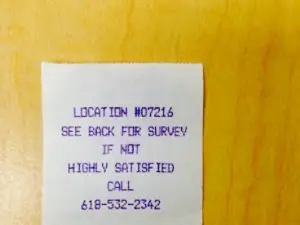 LOCATION #07216
SEE BACK FOR SURVEY
IF NOT
HIGHLY SATISFIED
CALL
618-532-2342